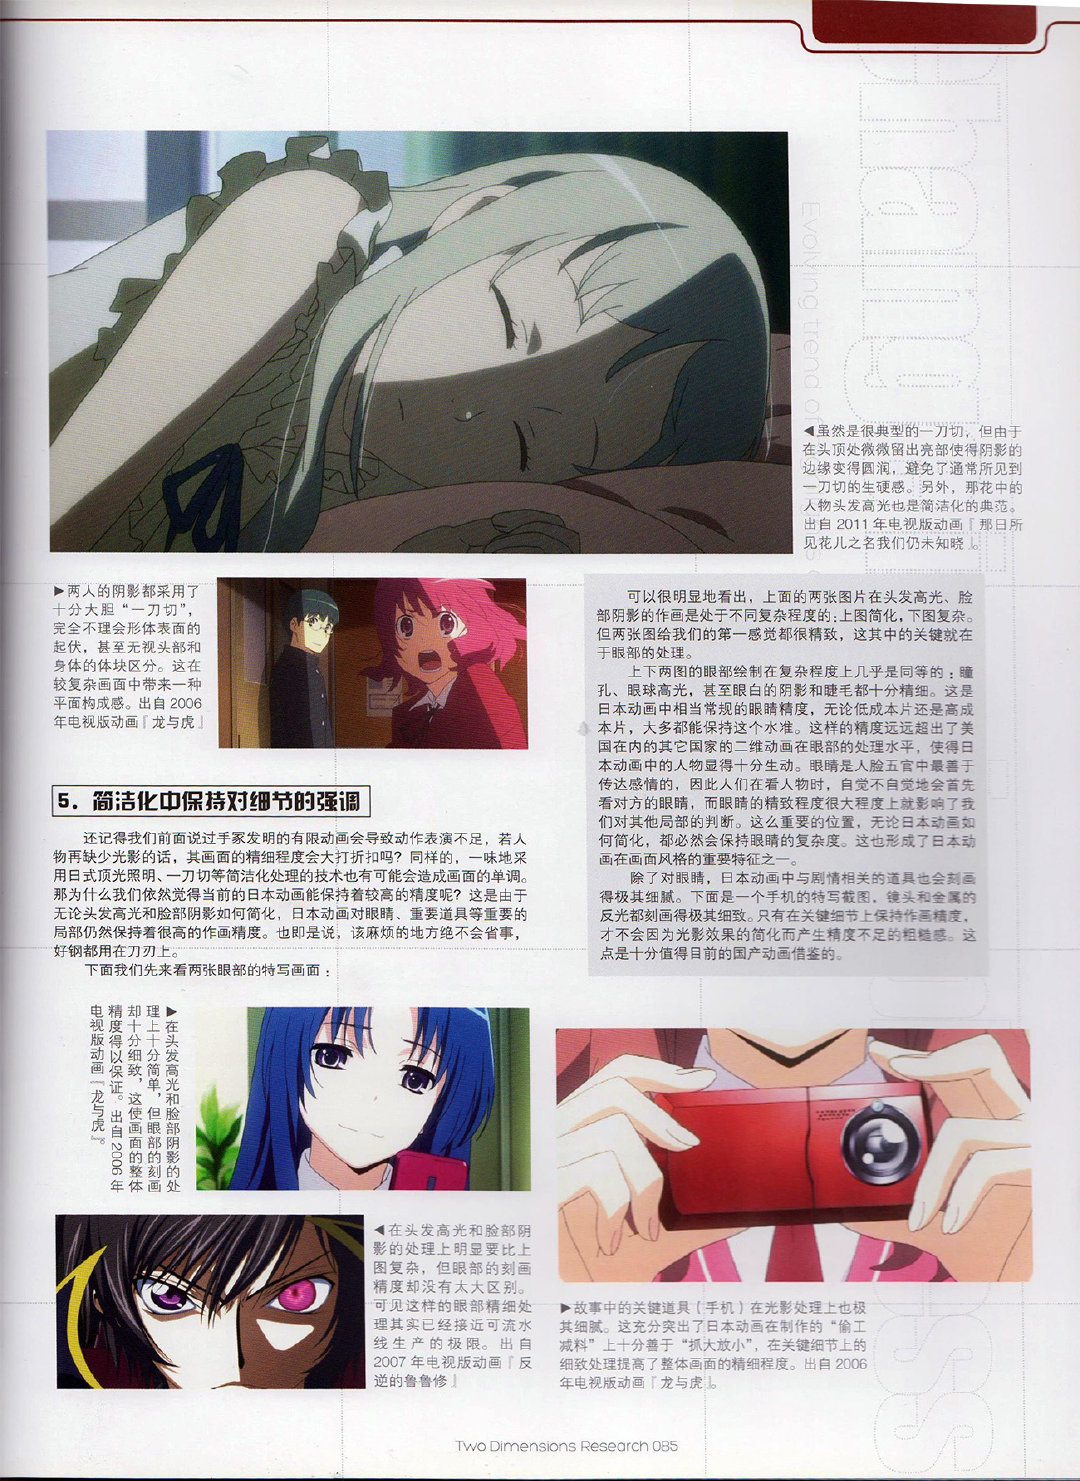 ◀虽然是很典型的一刀切，但由于
在头顶处微微留出亮部使得阴影的
边缘变得圆润，避免了通常所见到
一刀切的生硬感。另外，那花中的
人物头发高光也是简洁化的典范。
出自 2011 年电视版动画『那日所
见花儿之名我们仍未知晓』。
▶两人的阴影都采用了
十分大胆“一刀切”，
完全不理会形体表面的
起伏，甚至无视头部和
身体的体块区分。这在
较复杂画面中带来一种
平面构成感。出自 2006
年电视版动画『龙与虎』
5．简洁化中保持对细节的强调
还记得我们前面说过手冢发明的有限动画会导致动作表演不足，若人
物再缺少光影的话，其画面的精细程度会大打折扣吗？同样的，一味地采
用日式顶光照明、一刀切等简洁化处理的技术也有可能会造成画面的单调。
那为什么我们依然觉得当前的日本动画能保持着较高的精度呢？这是由于
无论头发高光和脸部阴影如何简化，日本动画对眼睛、重要道具等重要的
局部仍然保持着很高的作画精度。也即是说，该麻烦的地方绝不会省事，
好钢都用在刀刃上。
下面我们先来看两张眼部的特写画面：
▶在头发高光和脸部阴影的处
理上十分简单，但眼部的刻画
却十分细致，这使画面的整体
精度得以保证。出自 2006 年
电视版动画『龙与虎』。
◀在头发高光和脸部阴
影的处理上明显要比上
图复杂，但眼部的刻画
精度却没有太大区别。
可见这样的眼部精细处
理其实已经接近可流水
线生产的极限。出自
2007 年电视版动画『反
逆的鲁鲁修』
可以很明显地看出，上面的两张图片在头发高光、脸
部阴影的作画是处于不同复杂程度的：上图简化，下图复杂。
但两张图给我们的第一感觉都很精致，这其中的关键就在
于眼部的处理。
上下两图的眼部绘制在复杂程度上几乎是同等的：瞳
孔、眼球高光，甚至眼白的阴影和睫毛都十分精细。这是
日本动画中相当常规的眼睛精度，无论低成本片还是高成
本片，大多都能保持这个水准。这样的精度远远超出了美
国在内的其它国家的二维动画在眼部的处理水平，使得日
本动画中的人物显得十分生动。眼睛是人脸五官中最善于
传达感情的，因此人们在看人物时，自觉不自觉地会首先
看对方的眼睛，而眼睛的精致程度很大程度上就影响了我
们对其他局部的判断。这么重要的位置，无论日本动画如
何简化，都必然会保持眼睛的复杂度。这也形成了日本动
画在画面风格的重要特征之一。
除了对眼睛，日本动画中与剧情相关的道具也会刻画
得极其细腻。下面是一个手机的特写截图，镜头和金属的
反光都刻画得极其细致。只有在关键细节上保持作画精度，
才不会因为光影效果的简化而产生精度不足的粗糙感。这
点是十分值得目前的国产动画借鉴的。
▶故事中的关键道具（手机）在光影处理上也极
其细腻。这充分突出了日本动画在制作的“偷工
减料”上十分善于“抓大放小”，在关键细节上的
细致处理提高了整体画面的精细程度。出自 2006
年电视版动画『龙与虎』。
Two Dimensions Research 085